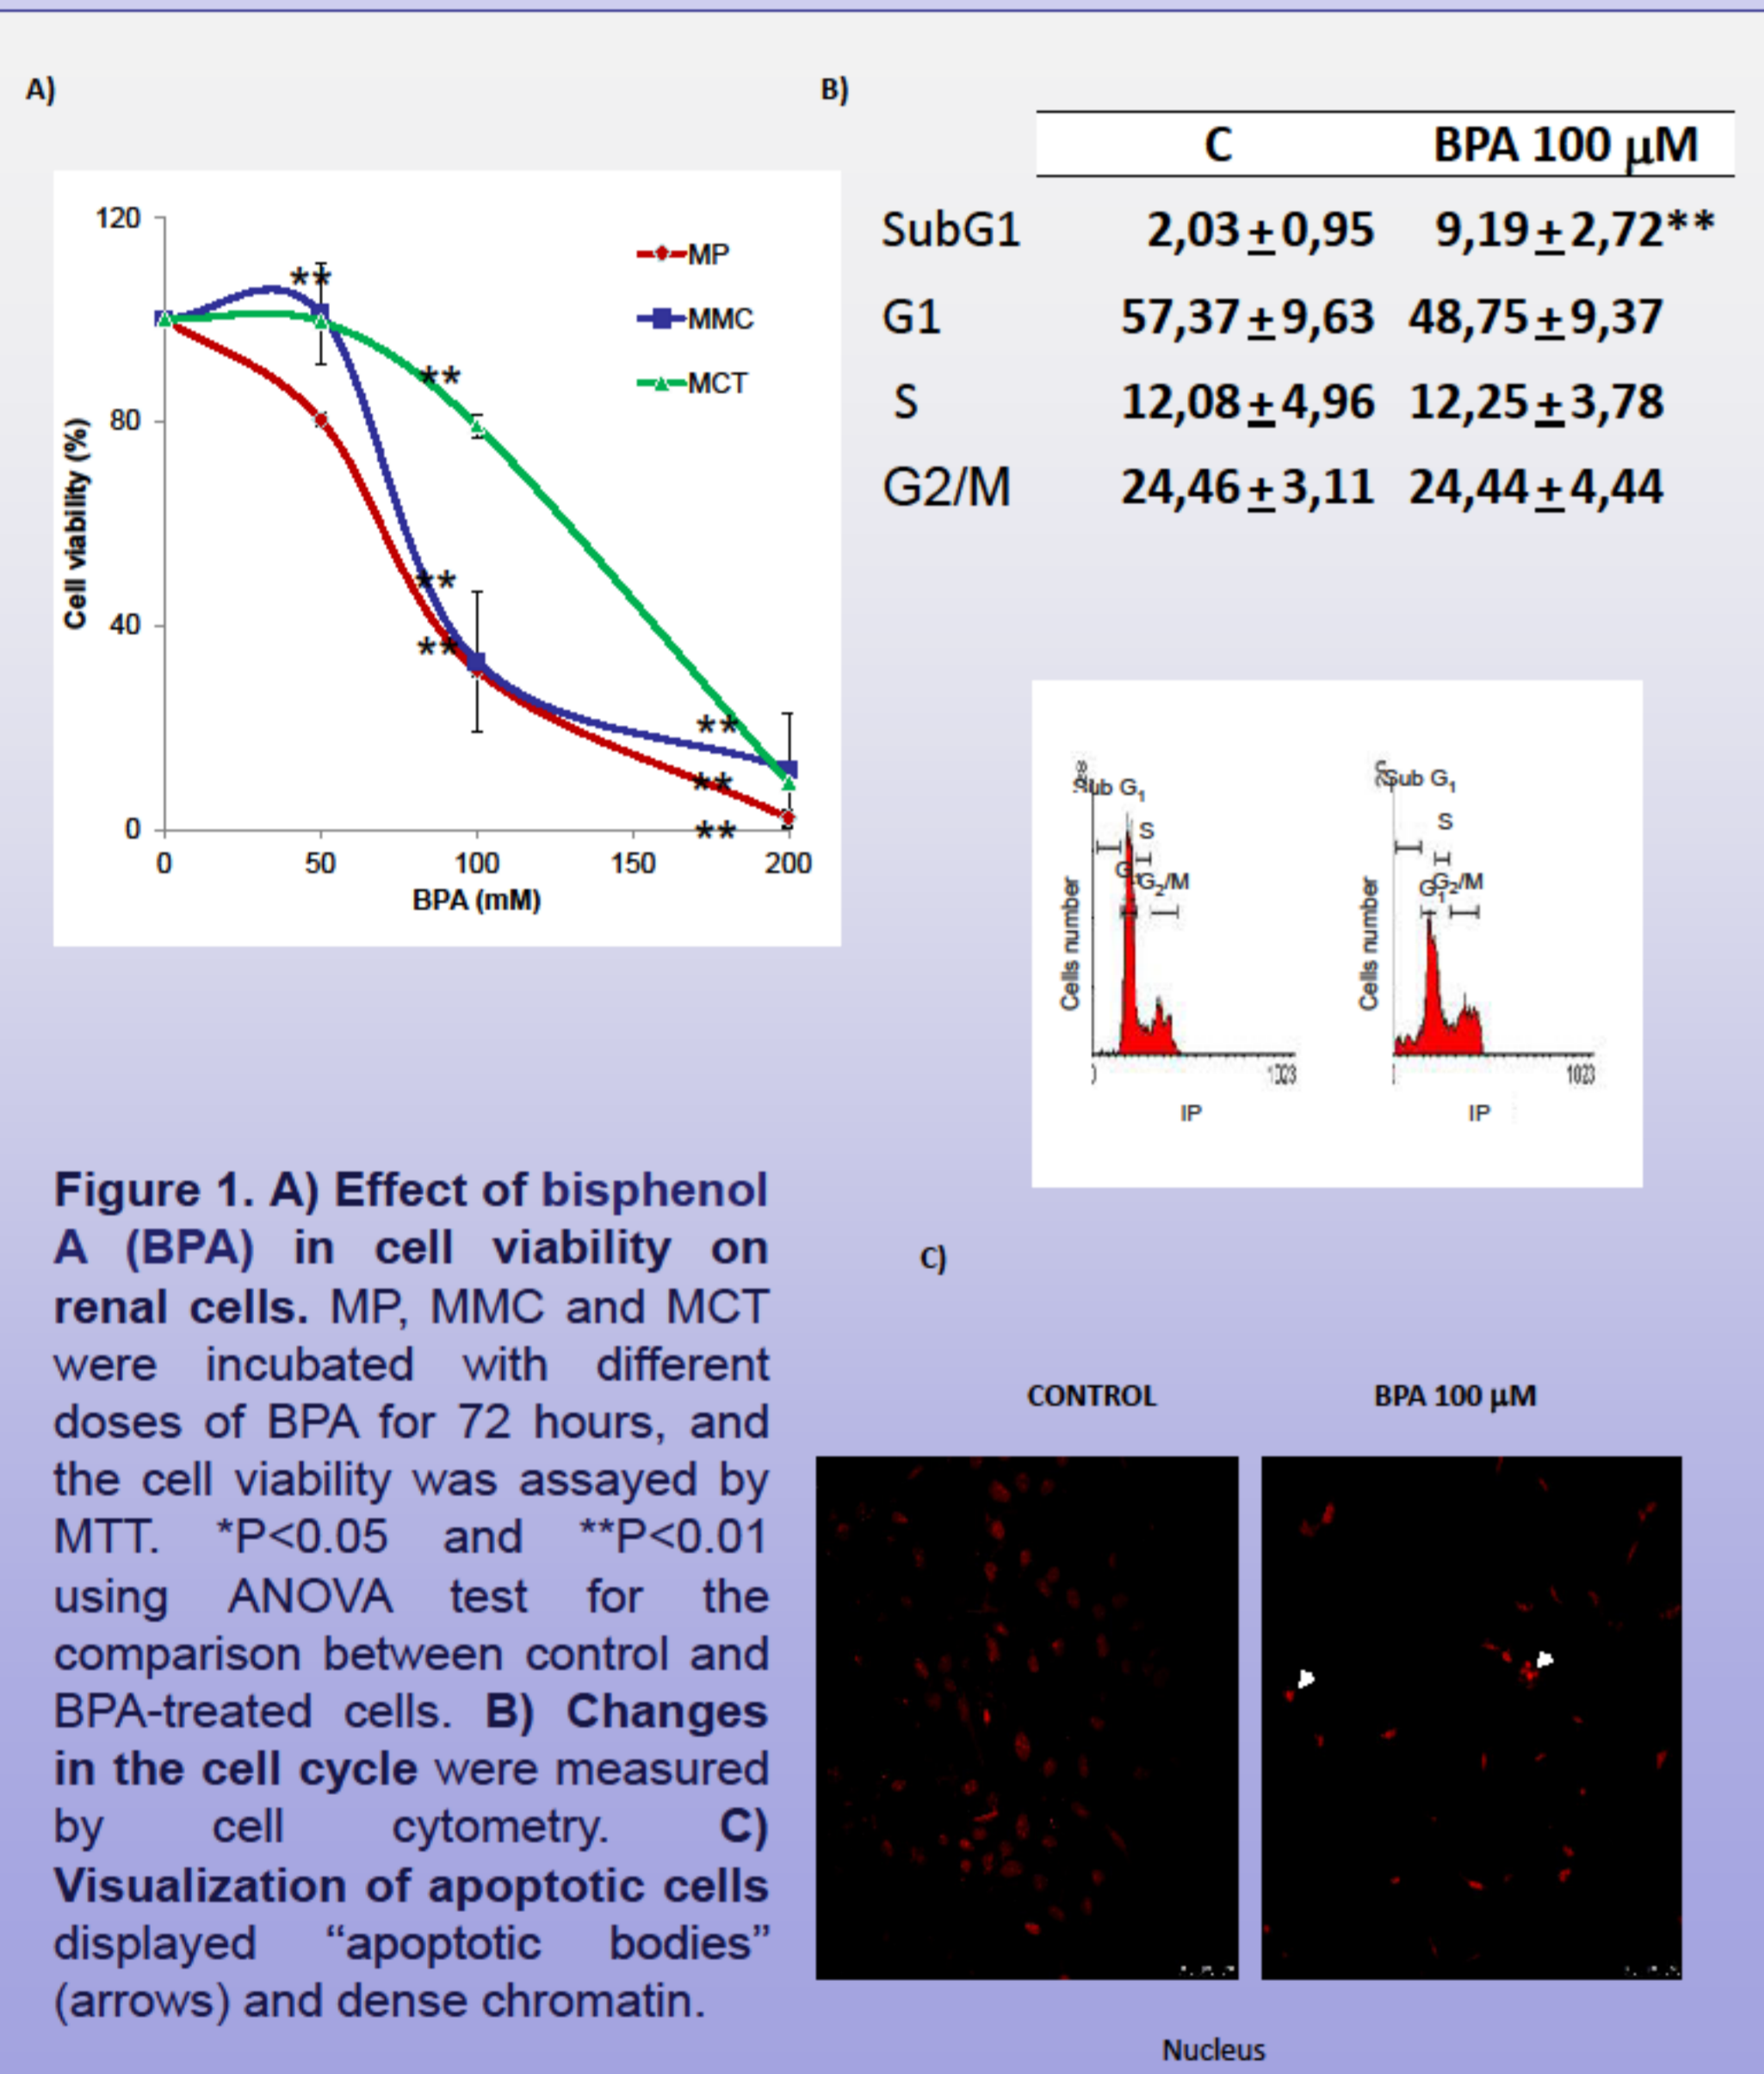 A)
120
80
40
0
Cell viability (%)
0 50 100 150 200
BPA (mM)
MP
MMC
MCT
**
**
**
**
**
**
**
B)
C BPA 100 μM
SubG1 2,03±0,95 9,19±2,72**
G1 57,37±9,63 48,75±9,37
S 12,08±4,96 12,25±3,78
G2/M 24,46±3,11 24,44±4,44
Sub G1
S
G1
G2/M
Cells number
1023
IP
Sub G1
S
G1
G2/M
Cells number
1023
IP
Figure 1. A) Effect of bisphenol
A (BPA) in cell viability on
renal cells. MP, MMC and MCT
were incubated with different
doses of BPA for 72 hours, and
the cell viability was assayed by
MTT. *P<0.05 and **P<0.01
using ANOVA test for the
comparison between control and
BPA-treated cells. B) Changes
in the cell cycle were measured
by cell cytometry. C)
Visualization of apoptotic cells
displayed “apoptotic bodies”
(arrows) and dense chromatin.
C)
CONTROL BPA 100 μM
Nucleus